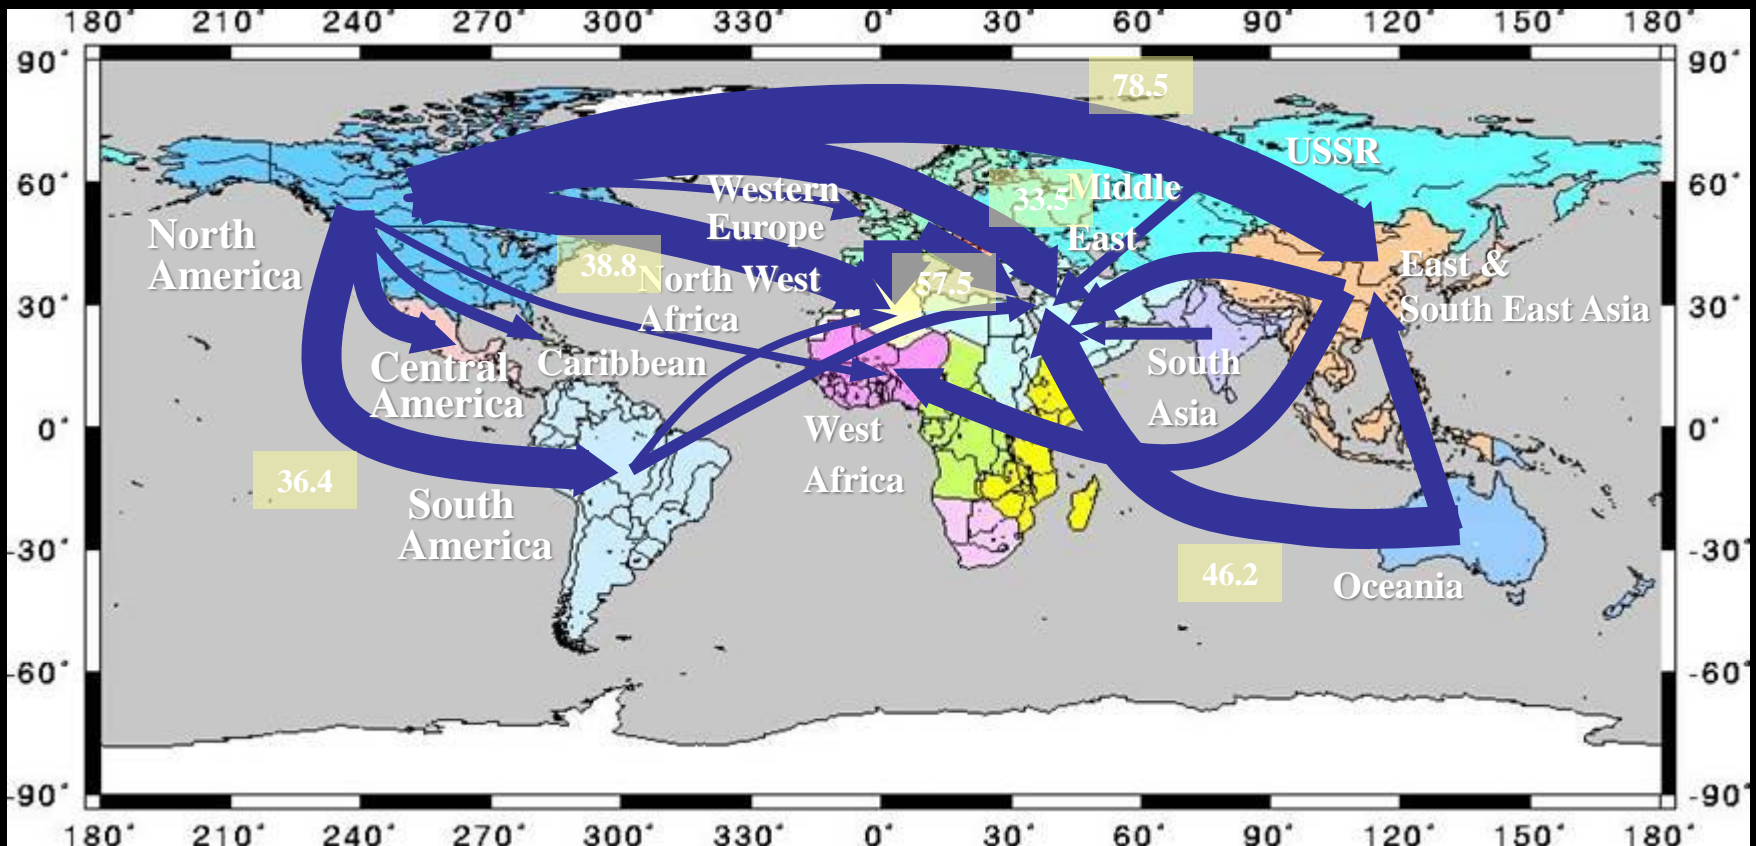 180° 210° 240° 270° 300° 330° 0° 30° 60° 90° 120° 150° 180°
90° 90°
78.5
USSR
60° 60°
Western
Europe
33.5
Middle
East
North
America
38.8
North West
Africa
57.5
East &
South East Asia
30° 30°
Central
America
Caribbean
South
Asia
0° 0°
West
Africa
36.4
South
America
-30° -30°
46.2
Oceania
-60° -60°
-90° -90°
180° 210° 240° 270° 300° 330° 0° 30° 60° 90° 120° 150° 180°